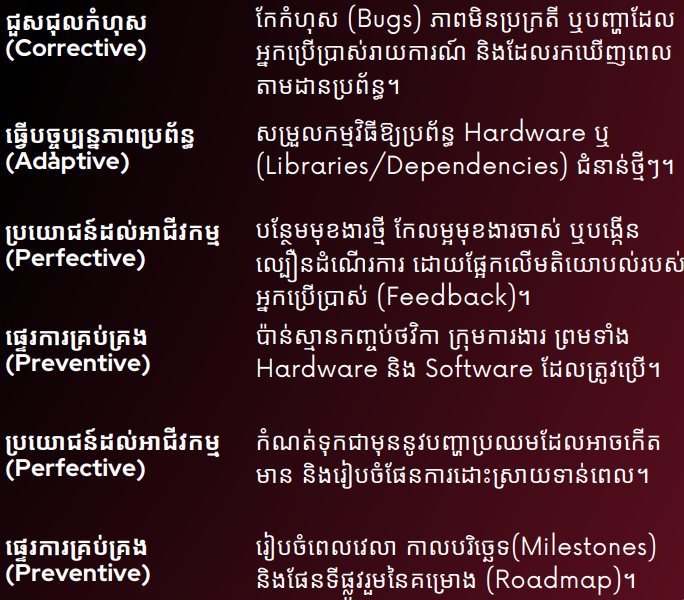 ជួសជុលកំហុស
(Corrective)
កែកំហុស (Bugs) ភាពមិនប្រក្រតី ឬបញ្ហាដែល
អ្នកប្រើប្រាស់រាយការណ៍ និងដែលរកឃើញពេល
តាមដានប្រព័ន្ធ។
ធ្វើបច្ចុប្បន្នភាពប្រព័ន្ធ
(Adaptive)
សម្រួលកម្មវិធីឱ្យប្រព័ន្ធ Hardware ឬ
(Libraries/Dependencies) ជំនាន់ថ្មីៗ។
ប្រយោជន៍ដល់អាជីវកម្ម
(Perfective)
បន្ថែមមុខងារថ្មី កែលម្អមុខងារចាស់ ឬបង្កើន
ល្បឿនដំណើរការ ដោយផ្អែកលើមតិយោបល់របស់
អ្នកប្រើប្រាស់ (Feedback)។
ផ្ទេរការគ្រប់គ្រង
(Preventive)
ប៉ាន់ស្មានកញ្ចប់ថវិកា ក្រុមការងារ ព្រមទាំង
Hardware និង Software ដែលត្រូវប្រើ។
ប្រយោជន៍ដល់អាជីវកម្ម
(Perfective)
កំណត់ទុកជាមុននូវបញ្ហាប្រឈមដែលអាចកើត
មាន និងរៀបចំផែនការដោះស្រាយទាន់ពេល។
ផ្ទេរការគ្រប់គ្រង
(Preventive)
រៀបចំពេលវេលា កាលបរិច្ឆេទ(Milestones)
និងផែនទីផ្លូវរួមនៃគម្រោង (Roadmap)។